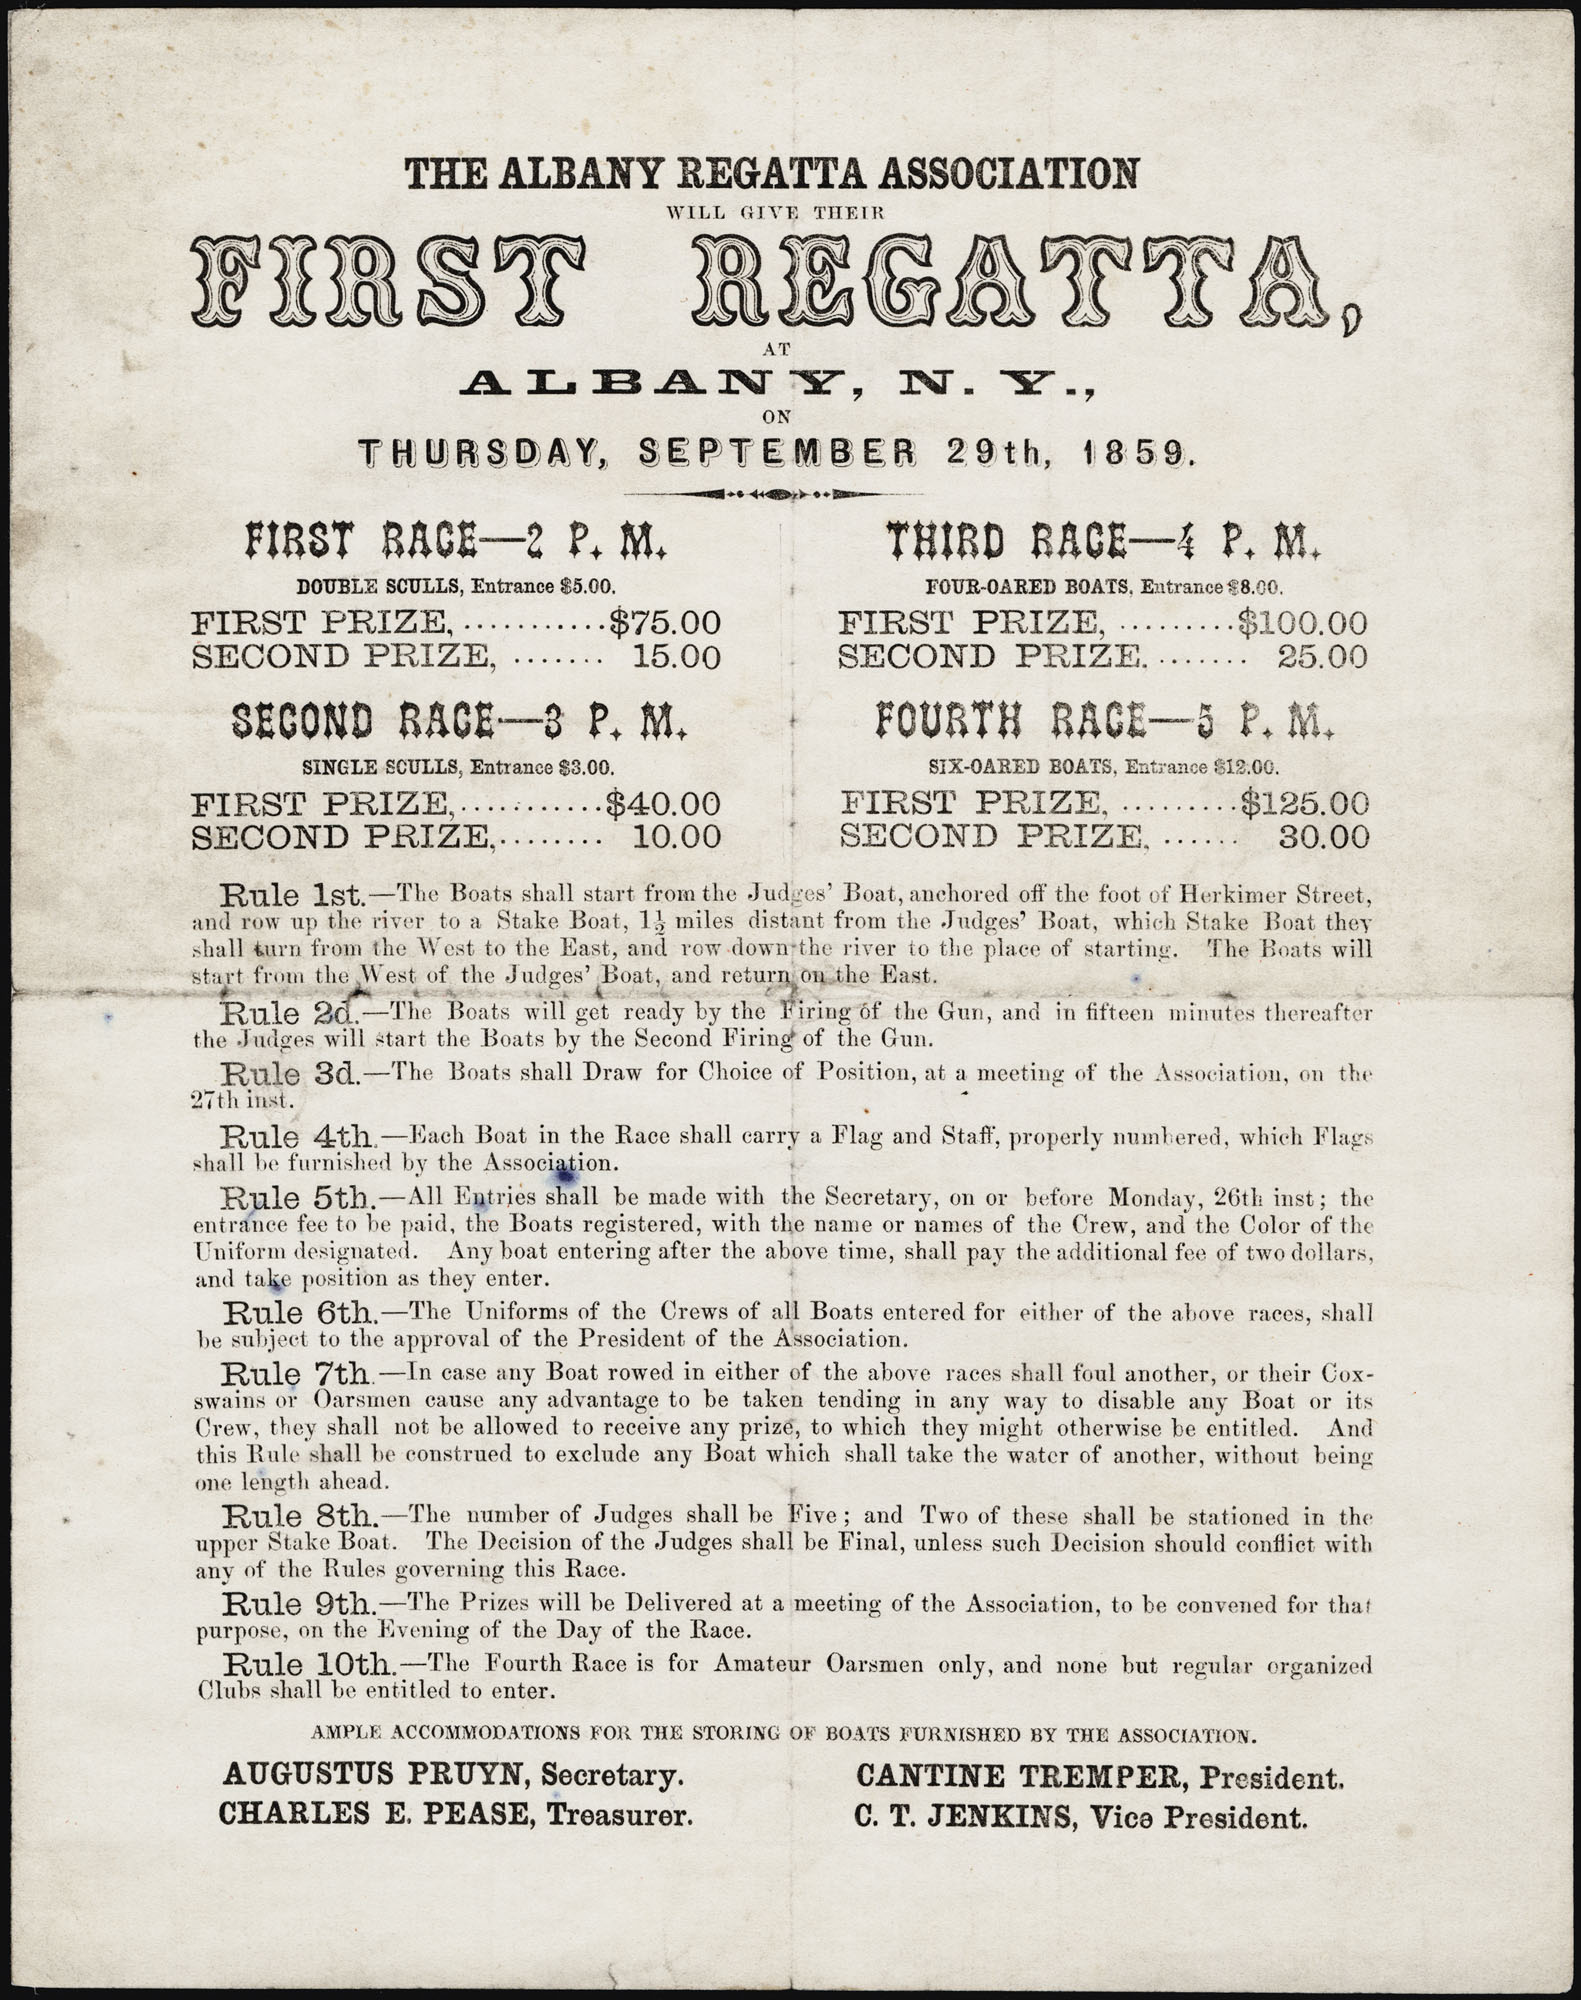 THE ALBANY REGATTA ASSOCIATION
WILL GIVE THEIR
FIRST REGATTA,
AT
ALBANY, N. Y.,
ON
THURSDAY, SEPTEMBER 29th, 1859.
FIRST RACE—2 P. M.
DOUBLE SCULLS, Entrance $5.00.
FIRST PRIZE, ........... $75.00
SECOND PRIZE, ....... 15.00
SECOND RACE—3 P. M.
SINGLE SCULLS, Entrance $3.00.
FIRST PRIZE, ........... $40.00
SECOND PRIZE, ........ 10.00
THIRD RACE—4 P. M.
FOUR-OARED BOATS, Entrance $8.00.
FIRST PRIZE, ......... $100.00
SECOND PRIZE. ....... 25.00
FOURTH RACE—5 P. M.
SIX-OARED BOATS, Entrance $12.00.
FIRST PRIZE, ......... $125.00
SECOND PRIZE, ...... 30.00
Rule 1st.—The Boats shall start from the Judges' Boat, anchored off the foot of Herkimer Street,
and row up the river to a Stake Boat, 1½ miles distant from the Judges' Boat, which Stake Boat they
shall turn from the West to the East, and row down the river to the place of starting. The Boats will
start from the West of the Judges' Boat, and return on the East.
Rule 2d.—The Boats will get ready by the Firing of the Gun, and in fifteen minutes thereafter
the Judges will start the Boats by the Second Firing of the Gun.
Rule 3d.—The Boats shall Draw for Choice of Position, at a meeting of the Association, on the
27th inst.
Rule 4th.—Each Boat in the Race shall carry a Flag and Staff, properly numbered, which Flags
shall be furnished by the Association.
Rule 5th.—All Entries shall be made with the Secretary, on or before Monday, 26th inst; the
entrance fee to be paid, the Boats registered, with the name or names of the Crew, and the Color of the
Uniform designated. Any boat entering after the above time, shall pay the additional fee of two dollars,
and take position as they enter.
Rule 6th.—The Uniforms of the Crews of all Boats entered for either of the above races, shall
be subject to the approval of the President of the Association.
Rule 7th.—In case any Boat rowed in either of the above races shall foul another, or their Cox-
swains or Oarsmen cause any advantage to be taken tending in any way to disable any Boat or its
Crew, they shall not be allowed to receive any prize, to which they might otherwise be entitled. And
this Rule shall be construed to exclude any Boat which shall take the water of another, without being
one length ahead.
Rule 8th.—The number of Judges shall be Five; and Two of these shall be stationed in the
upper Stake Boat. The Decision of the Judges shall be Final, unless such Decision should conflict with
any of the Rules governing this Race.
Rule 9th.—The Prizes will be Delivered at a meeting of the Association, to be convened for that
purpose, on the Evening of the Day of the Race.
Rule 10th.—The Fourth Race is for Amateur Oarsmen only, and none but regular organized
Clubs shall be entitled to enter.
AMPLE ACCOMMODATIONS FOR THE STORING OF BOATS FURNISHED BY THE ASSOCIATION.
AUGUSTUS PRUYN, Secretary.
CHARLES E. PEASE, Treasurer.
CANTINE TREMPER, President.
C. T. JENKINS, Vice President.